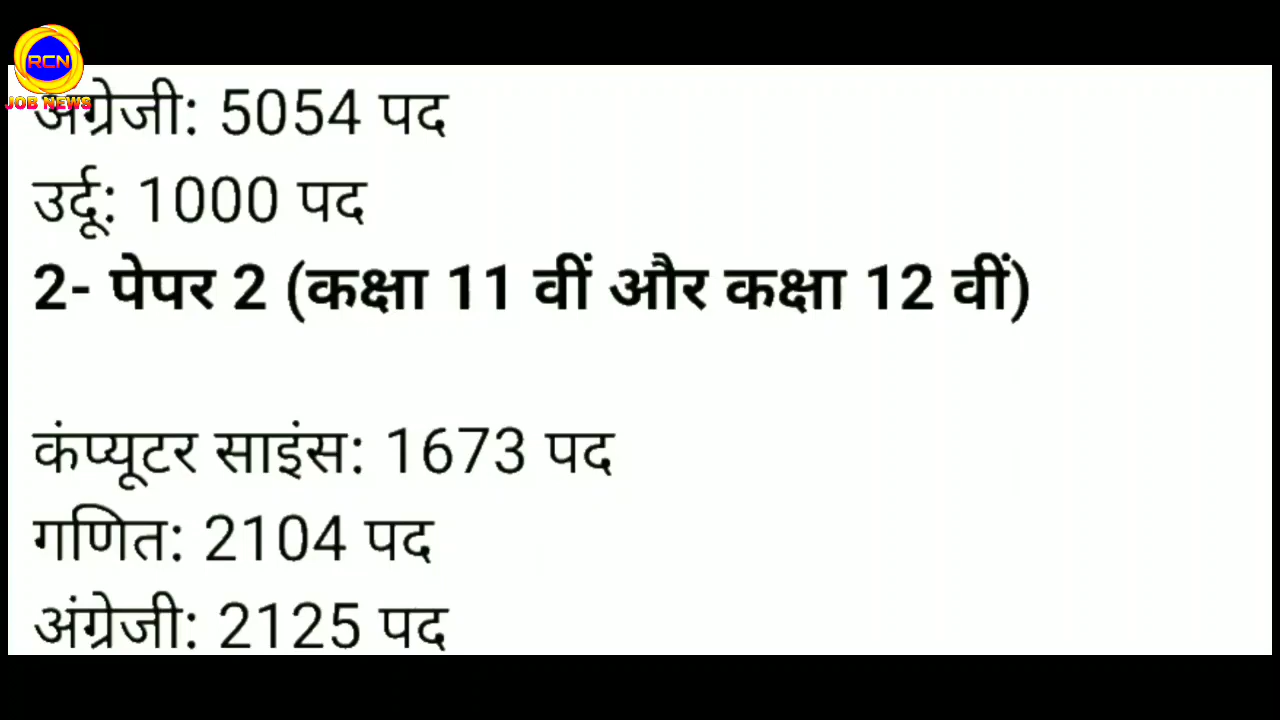 RCN
JOB NEWS
अंग्रेजी: 5054 पद
उर्दू: 1000 पद
2- पेपर 2 (कक्षा 11 वीं और कक्षा 12 वीं)
कंप्यूटर साइंस: 1673 पद
गणित: 2104 पद
अंग्रेजी: 2125 पद